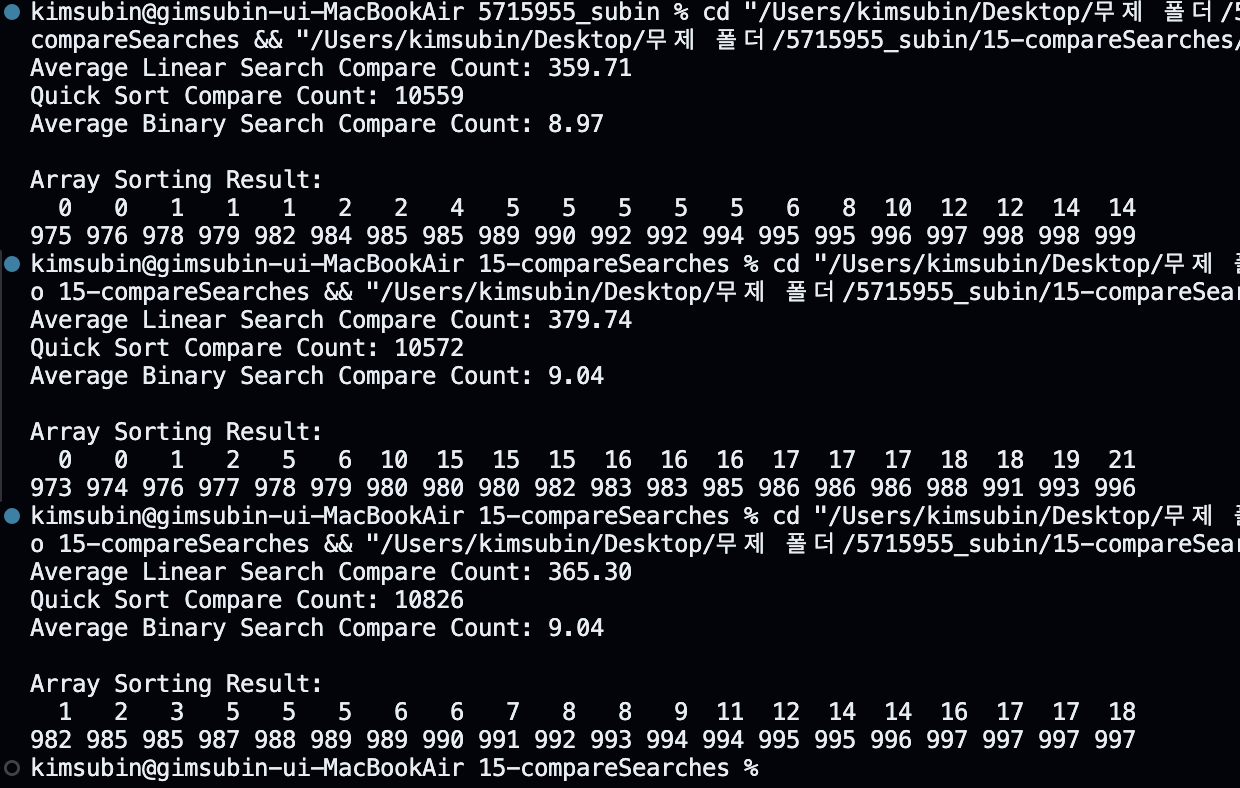 kimsubin@gimsubin-ui-MacBookAir 5715955_subin % cd "/Users/kimsubin/Desktop/무제 폴더/5
compareSearches && "/Users/kimsubin/Desktop/무제 폴더/5715955_subin/15-compareSearches/
Average Linear Search Compare Count: 359.71
Quick Sort Compare Count: 10559
Average Binary Search Compare Count: 8.97
Array Sorting Result:
0 0 1 1 1 2 2 4 5 5 5 5 5 6 8 10 12 12 14 14
975 976 978 979 982 984 985 985 989 990 992 992 994 995 995 996 997 998 998 999
kimsubin@gimsubin-ui-MacBookAir 15-compareSearches % cd "/Users/kimsubin/Desktop/무제
o 15-compareSearches && "/Users/kimsubin/Desktop/무제 폴더/5715955_subin/15-compareSear
Average Linear Search Compare Count: 379.74
Quick Sort Compare Count: 10572
Average Binary Search Compare Count: 9.04
Array Sorting Result:
0 0 1 2 5 6 10 15 15 15 16 16 16 17 17 17 18 18 19 21
973 974 976 977 978 979 980 980 980 982 983 983 985 986 986 986 988 991 993 996
kimsubin@gimsubin-ui-MacBookAir 15-compareSearches % cd "/Users/kimsubin/Desktop/무제
o 15-compareSearches && "/Users/kimsubin/Desktop/무제 폴더/5715955_subin/15-compareSear
Average Linear Search Compare Count: 365.30
Quick Sort Compare Count: 10826
Average Binary Search Compare Count: 9.04
Array Sorting Result:
1 2 3 5 5 5 6 6 7 8 8 9 11 12 14 14 16 17 17 18
982 985 985 987 988 989 989 990 991 992 993 994 994 995 995 996 997 997 997 997
kimsubin@gimsubin-ui-MacBookAir 15-compareSearches %